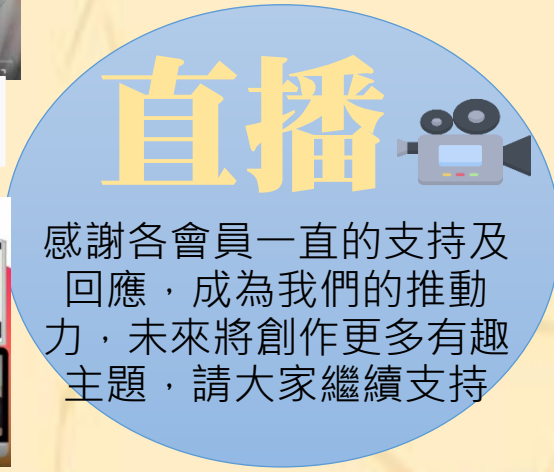 直播
感謝各會員一直的支持及
回應，成為我們的推動
力，未來將創作更多有趣
主題，請大家繼續支持